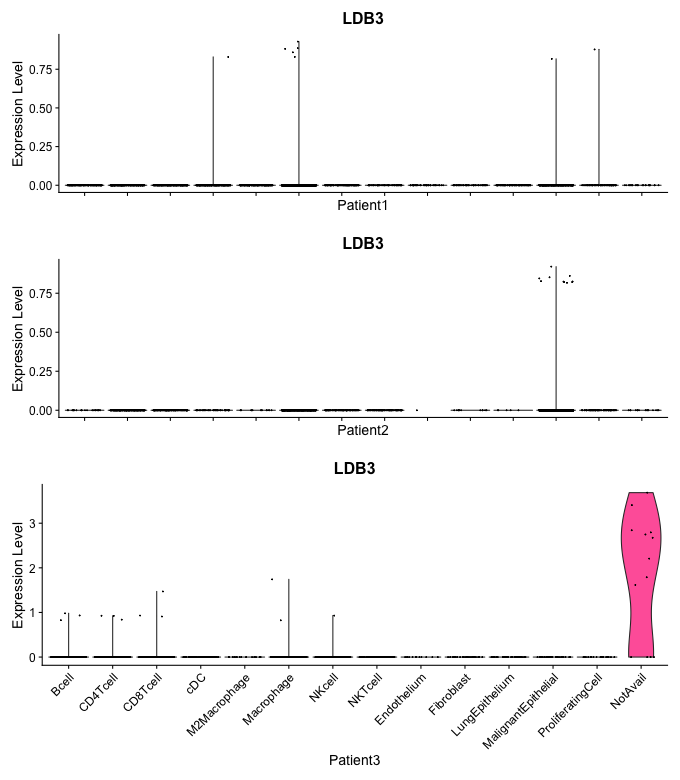 LDB3
Expression Level
0.75
0.50
0.25
0.00
Patient1
LDB3
Expression Level
0.75
0.50
0.25
0.00
Patient2
LDB3
Expression Level
3
2
1
0
Bcell
CD4Tcell
CD8Tcell
cDC
M2Macrophage
Macrophage
NKcell
NKTcell
Endothelium
Fibroblast
LungEpithelium
MalignantEpithelial
ProliferatingCell
NotAvail
Patient3